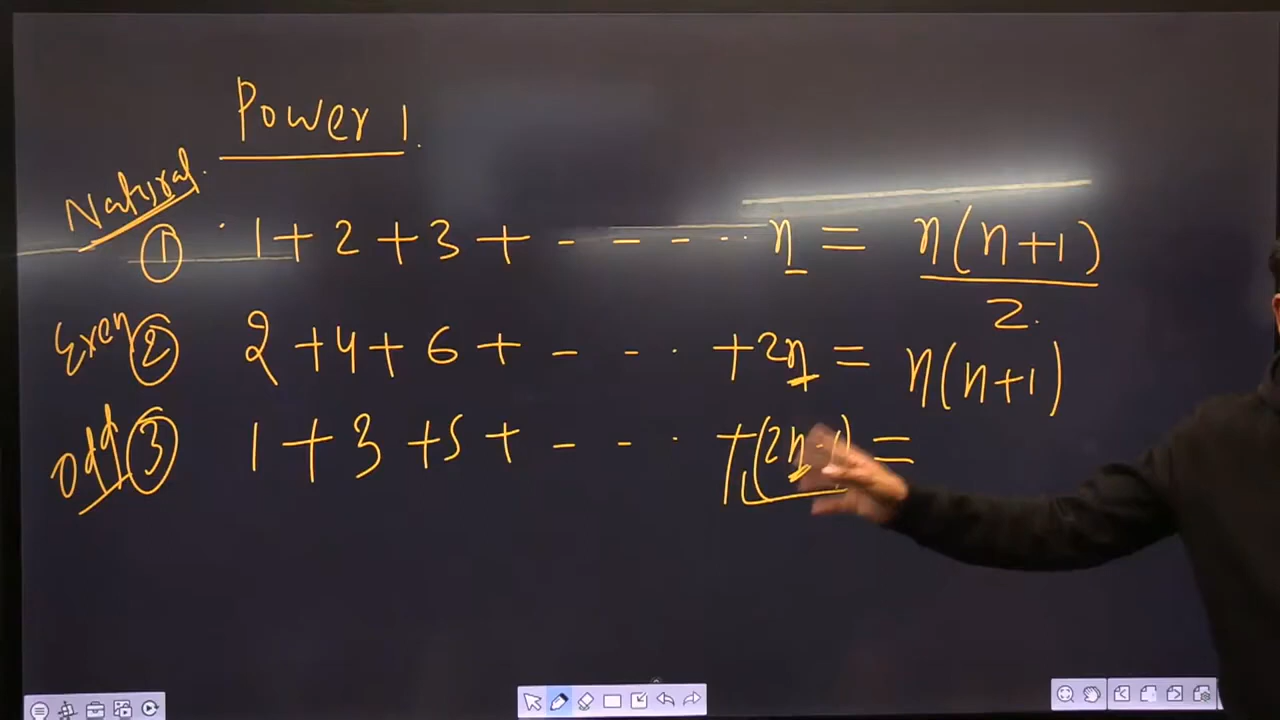 Power 1.
Natural.
① 1+2+3+ - - - - .. n = n(n+1)/2.
Even ② 2+4+6+ - - . +2n = n(n+1)
Odd ③ 1+3+5+ - - . +(2n-1) =